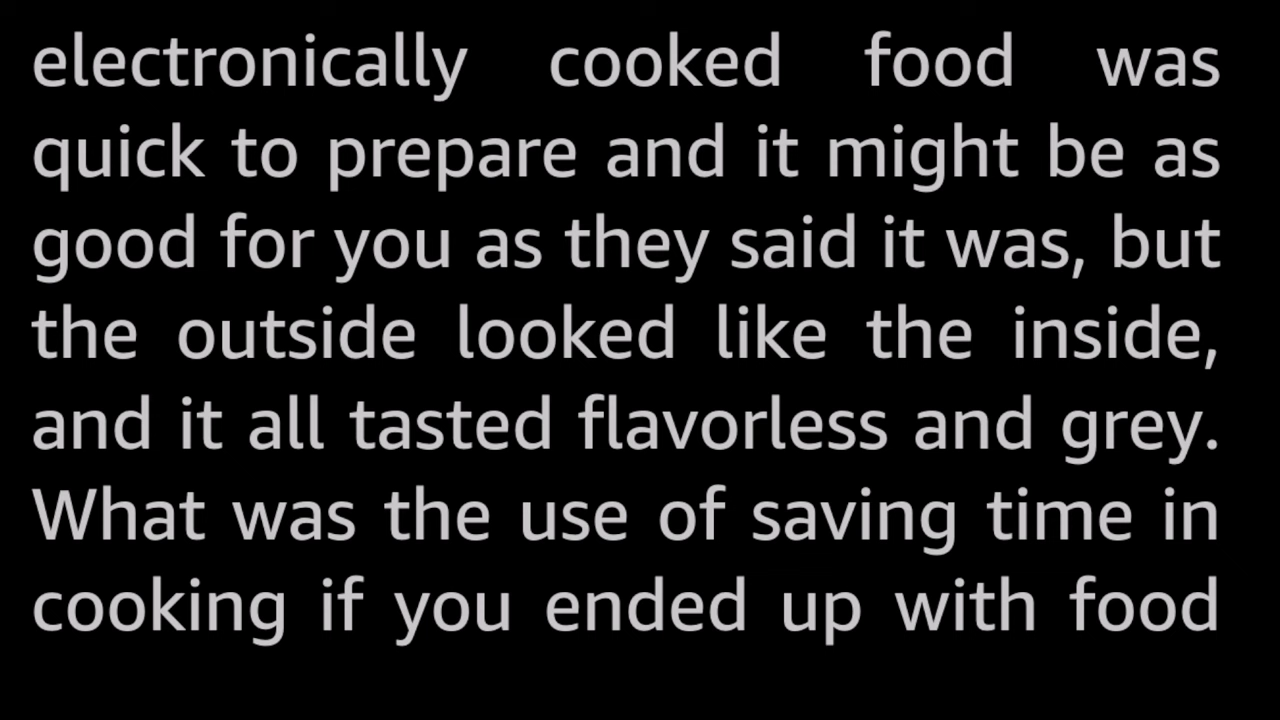 electronically cooked food was
quick to prepare and it might be as
good for you as they said it was, but
the outside looked like the inside,
and it all tasted flavorless and grey.
What was the use of saving time in
cooking if you ended up with food